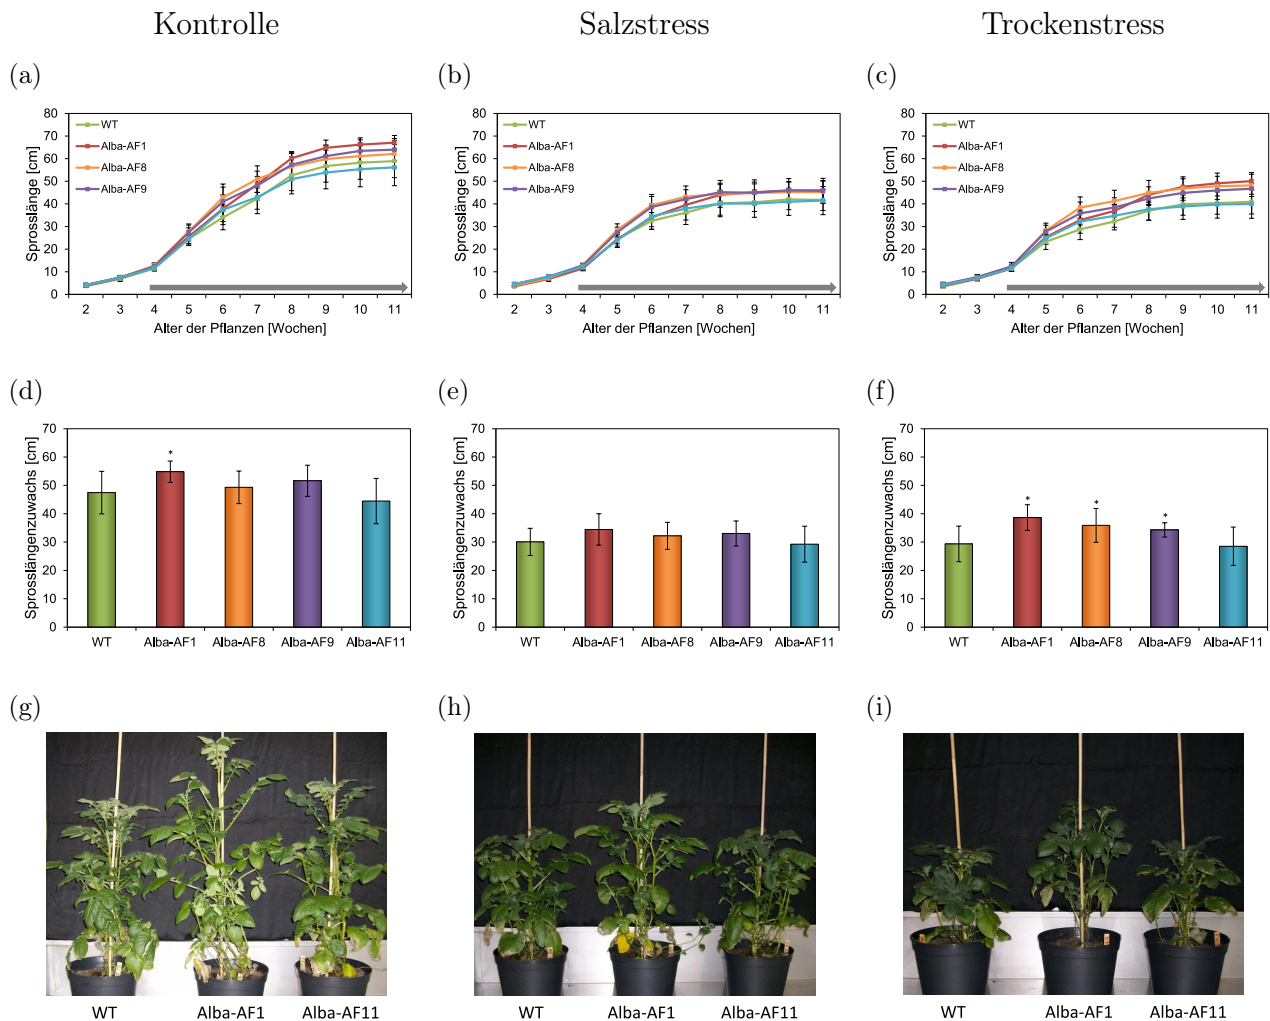 Kontrolle Salzstress Trockenstress
(a) (b) (c)
Sprosslänge [cm]
80
70
60
50
40
30
20
10
0
WT
Alba-AF1
Alba-AF8
Alba-AF9
2 3 4 5 6 7 8 9 10 11
Alter der Pflanzen [Wochen]
Sprosslänge [cm]
80
70
60
50
40
30
20
10
0
WT
Alba-AF1
Alba-AF8
Alba-AF9
2 3 4 5 6 7 8 9 10 11
Alter der Pflanzen [Wochen]
Sprosslänge [cm]
80
70
60
50
40
30
20
10
0
WT
Alba-AF1
Alba-AF8
Alba-AF9
2 3 4 5 6 7 8 9 10 11
Alter der Pflanzen [Wochen]
(d) (e) (f)
Sprosslängenzuwachs [cm]
70
60
50
40
30
20
10
0
*
WT Alba-AF1 Alba-AF8 Alba-AF9 Alba-AF11
Sprosslängenzuwachs [cm]
70
60
50
40
30
20
10
0
WT Alba-AF1 Alba-AF8 Alba-AF9 Alba-AF11
Sprosslängenzuwachs [cm]
70
60
50
40
30
20
10
0
* * *
WT Alba-AF1 Alba-AF8 Alba-AF9 Alba-AF11
(g) (h) (i)
WT Alba-AF1 Alba-AF11
WT Alba-AF1 Alba-AF11
WT Alba-AF1 Alba-AF11